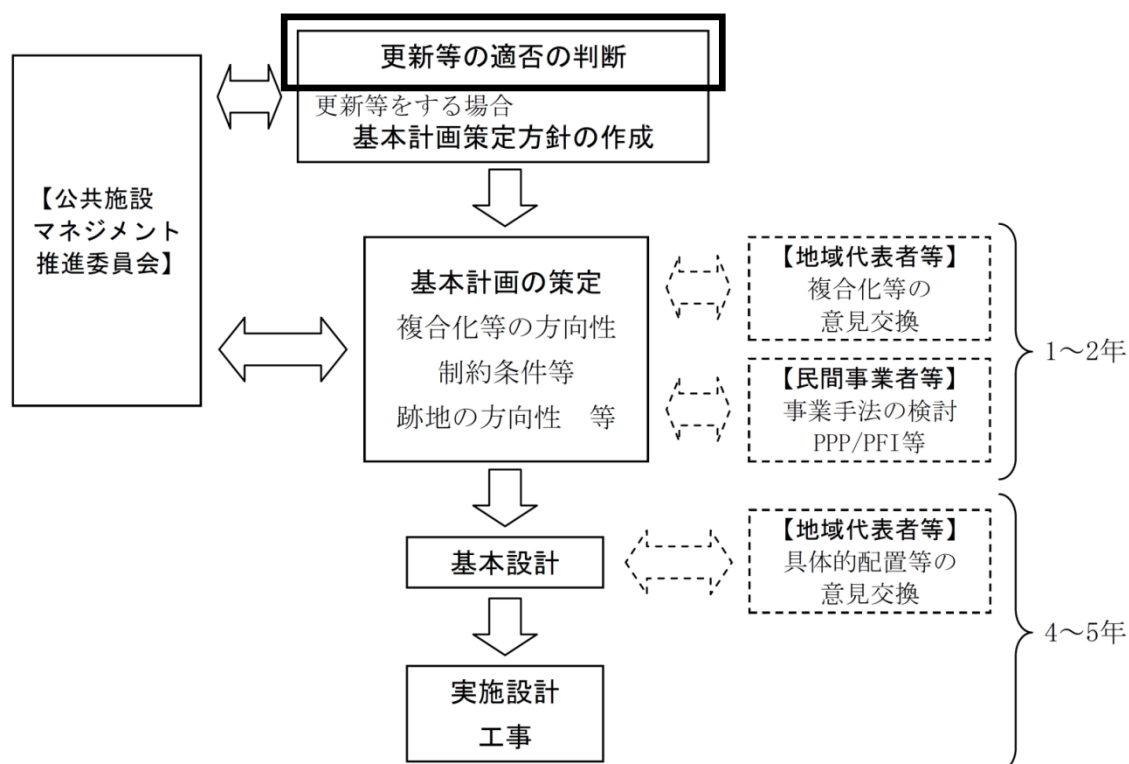 更新等の適否の判断
更新等をする場合
基本計画策定方針の作成
【公共施設
マネジメント
推進委員会】
基本計画の策定
複合化等の方向性
制約条件等
跡地の方向性　等
【地域代表者等】
複合化等の
意見交換
【民間事業者等】
事業手法の検討
PPP/PFI等
1～2年
基本設計
【地域代表者等】
具体的配置等の
意見交換
4～5年
実施設計
工事